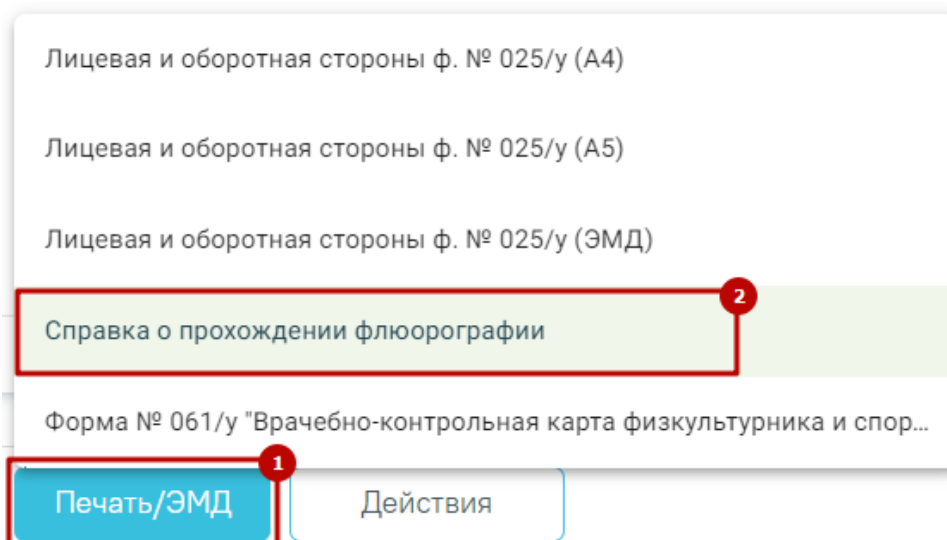 Лицевая и оборотная стороны ф. № 025/у (А4)
Лицевая и оборотная стороны ф. № 025/у (А5)
Лицевая и оборотная стороны ф. № 025/у (ЭМД)
2
Справка о прохождении флюорографии
Форма № 061/у "Врачебно-контрольная карта физкультурника и спор...
1
Печать/ЭМД Действия